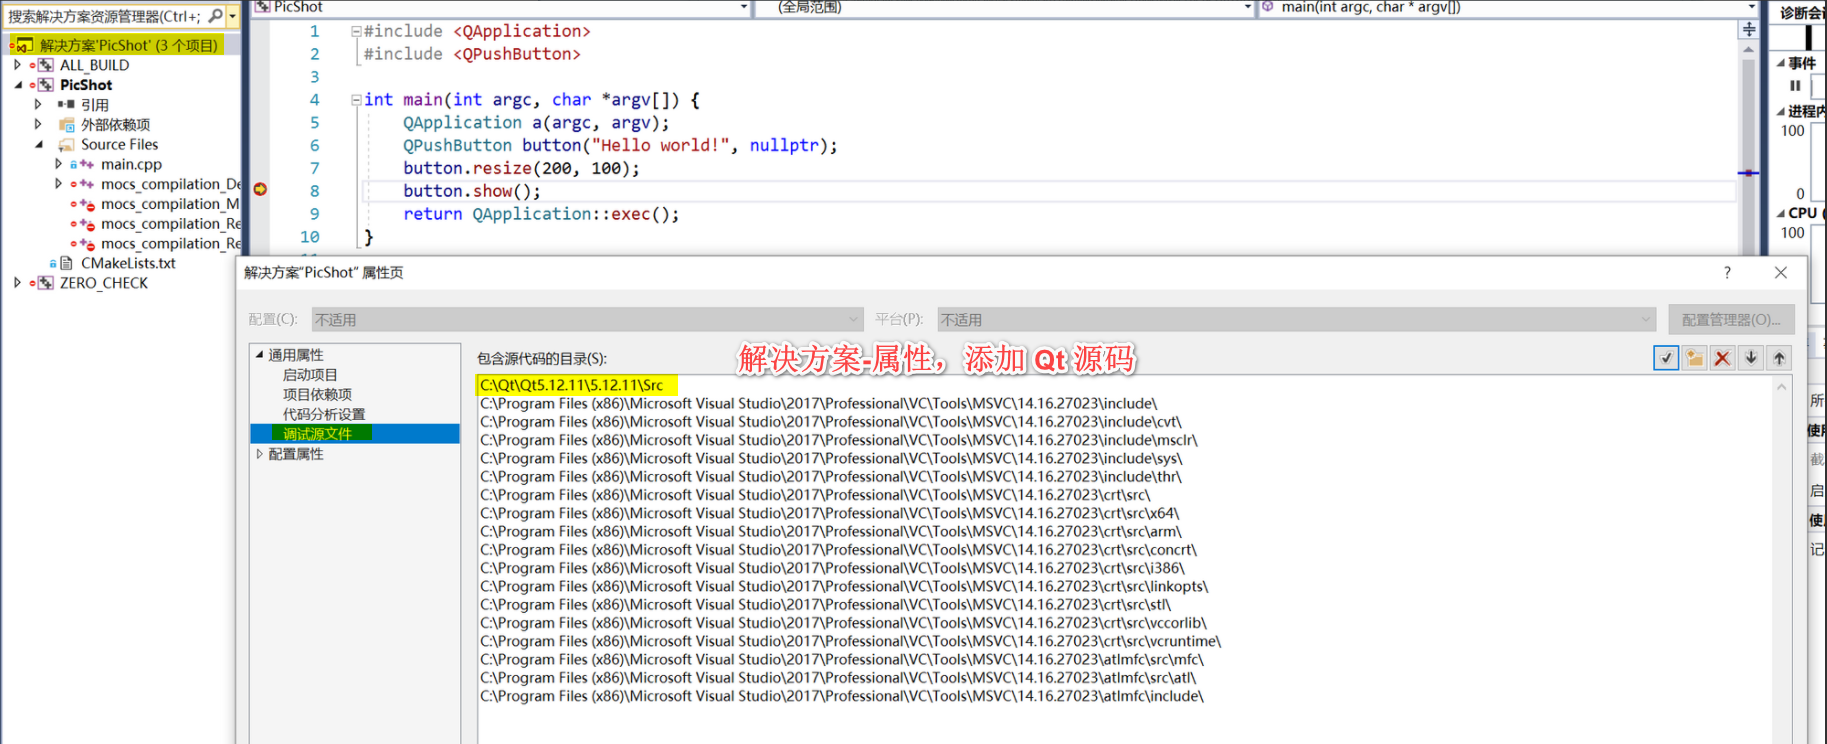 搜索解决方案资源管理器(Ctrl+;
解决方案'PicShot' (3 个项目)
ALL_BUILD
PicShot
引用
外部依赖项
Source Files
main.cpp
mocs_compilation_De
mocs_compilation_M
mocs_compilation_Re
mocs_compilation_Re
CMakeLists.txt
ZERO_CHECK
PicShot
(全局范围)
main(int argc, char * argv[])
1 #include <QApplication>
2 #include <QPushButton>
3
4 int main(int argc, char *argv[]) {
5 QApplication a(argc, argv);
6 QPushButton button("Hello world!", nullptr);
7 button.resize(200, 100);
8 button.show();
9 return QApplication::exec();
10 }
诊断会
事件
进程内
100
0
CPU (
100
解决方案"PicShot" 属性页
?
配置(C):
不适用
平台(P):
不适用
配置管理器(O)...
通用属性
启动项目
项目依赖项
代码分析设置
调试源文件
配置属性
包含源代码的目录(S):
解决方案-属性，添加 Qt 源码
C:\Qt\Qt5.12.11\5.12.11\Src
C:\Program Files (x86)\Microsoft Visual Studio\2017\Professional\VC\Tools\MSVC\14.16.27023\include\
C:\Program Files (x86)\Microsoft Visual Studio\2017\Professional\VC\Tools\MSVC\14.16.27023\include\cvt\
C:\Program Files (x86)\Microsoft Visual Studio\2017\Professional\VC\Tools\MSVC\14.16.27023\include\msclr\
C:\Program Files (x86)\Microsoft Visual Studio\2017\Professional\VC\Tools\MSVC\14.16.27023\include\sys\
C:\Program Files (x86)\Microsoft Visual Studio\2017\Professional\VC\Tools\MSVC\14.16.27023\include\thr\
C:\Program Files (x86)\Microsoft Visual Studio\2017\Professional\VC\Tools\MSVC\14.16.27023\crt\src\
C:\Program Files (x86)\Microsoft Visual Studio\2017\Professional\VC\Tools\MSVC\14.16.27023\crt\src\x64\
C:\Program Files (x86)\Microsoft Visual Studio\2017\Professional\VC\Tools\MSVC\14.16.27023\crt\src\arm\
C:\Program Files (x86)\Microsoft Visual Studio\2017\Professional\VC\Tools\MSVC\14.16.27023\crt\src\concrt\
C:\Program Files (x86)\Microsoft Visual Studio\2017\Professional\VC\Tools\MSVC\14.16.27023\crt\src\i386\
C:\Program Files (x86)\Microsoft Visual Studio\2017\Professional\VC\Tools\MSVC\14.16.27023\crt\src\linkopts\
C:\Program Files (x86)\Microsoft Visual Studio\2017\Professional\VC\Tools\MSVC\14.16.27023\crt\src\stl\
C:\Program Files (x86)\Microsoft Visual Studio\2017\Professional\VC\Tools\MSVC\14.16.27023\crt\src\vccorlib\
C:\Program Files (x86)\Microsoft Visual Studio\2017\Professional\VC\Tools\MSVC\14.16.27023\crt\src\vcruntime\
C:\Program Files (x86)\Microsoft Visual Studio\2017\Professional\VC\Tools\MSVC\14.16.27023\atlmfc\src\mfc\
C:\Program Files (x86)\Microsoft Visual Studio\2017\Professional\VC\Tools\MSVC\14.16.27023\atlmfc\src\atl\
C:\Program Files (x86)\Microsoft Visual Studio\2017\Professional\VC\Tools\MSVC\14.16.27023\atlmfc\include\
所
使用
截
启
使
记